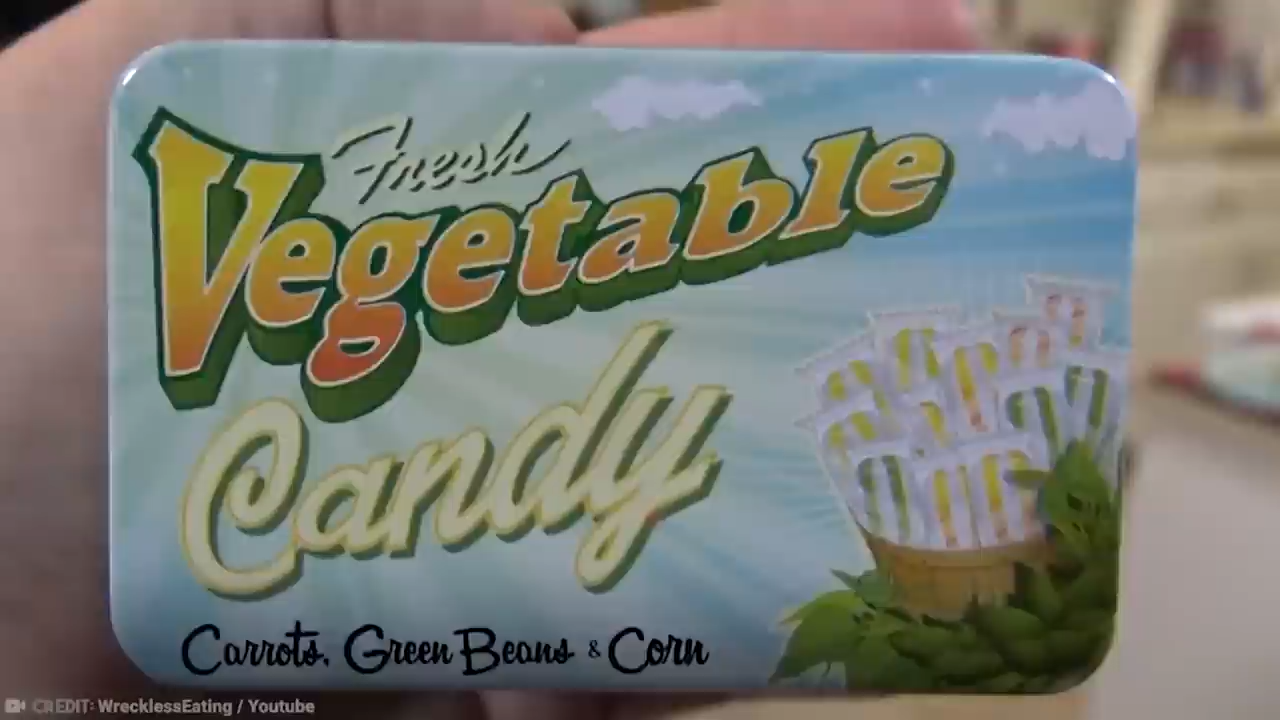 Fresh
Vegetable
Candy
Carrots, Green Beans & Corn
CREDIT: WrecklessEating / Youtube